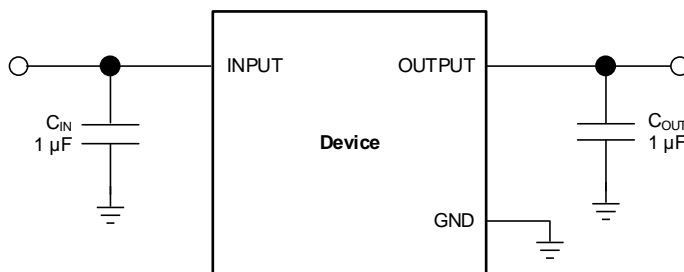 INPUT
OUTPUT
C_IN
1 µF
Device
C_OUT
1 µF
GND